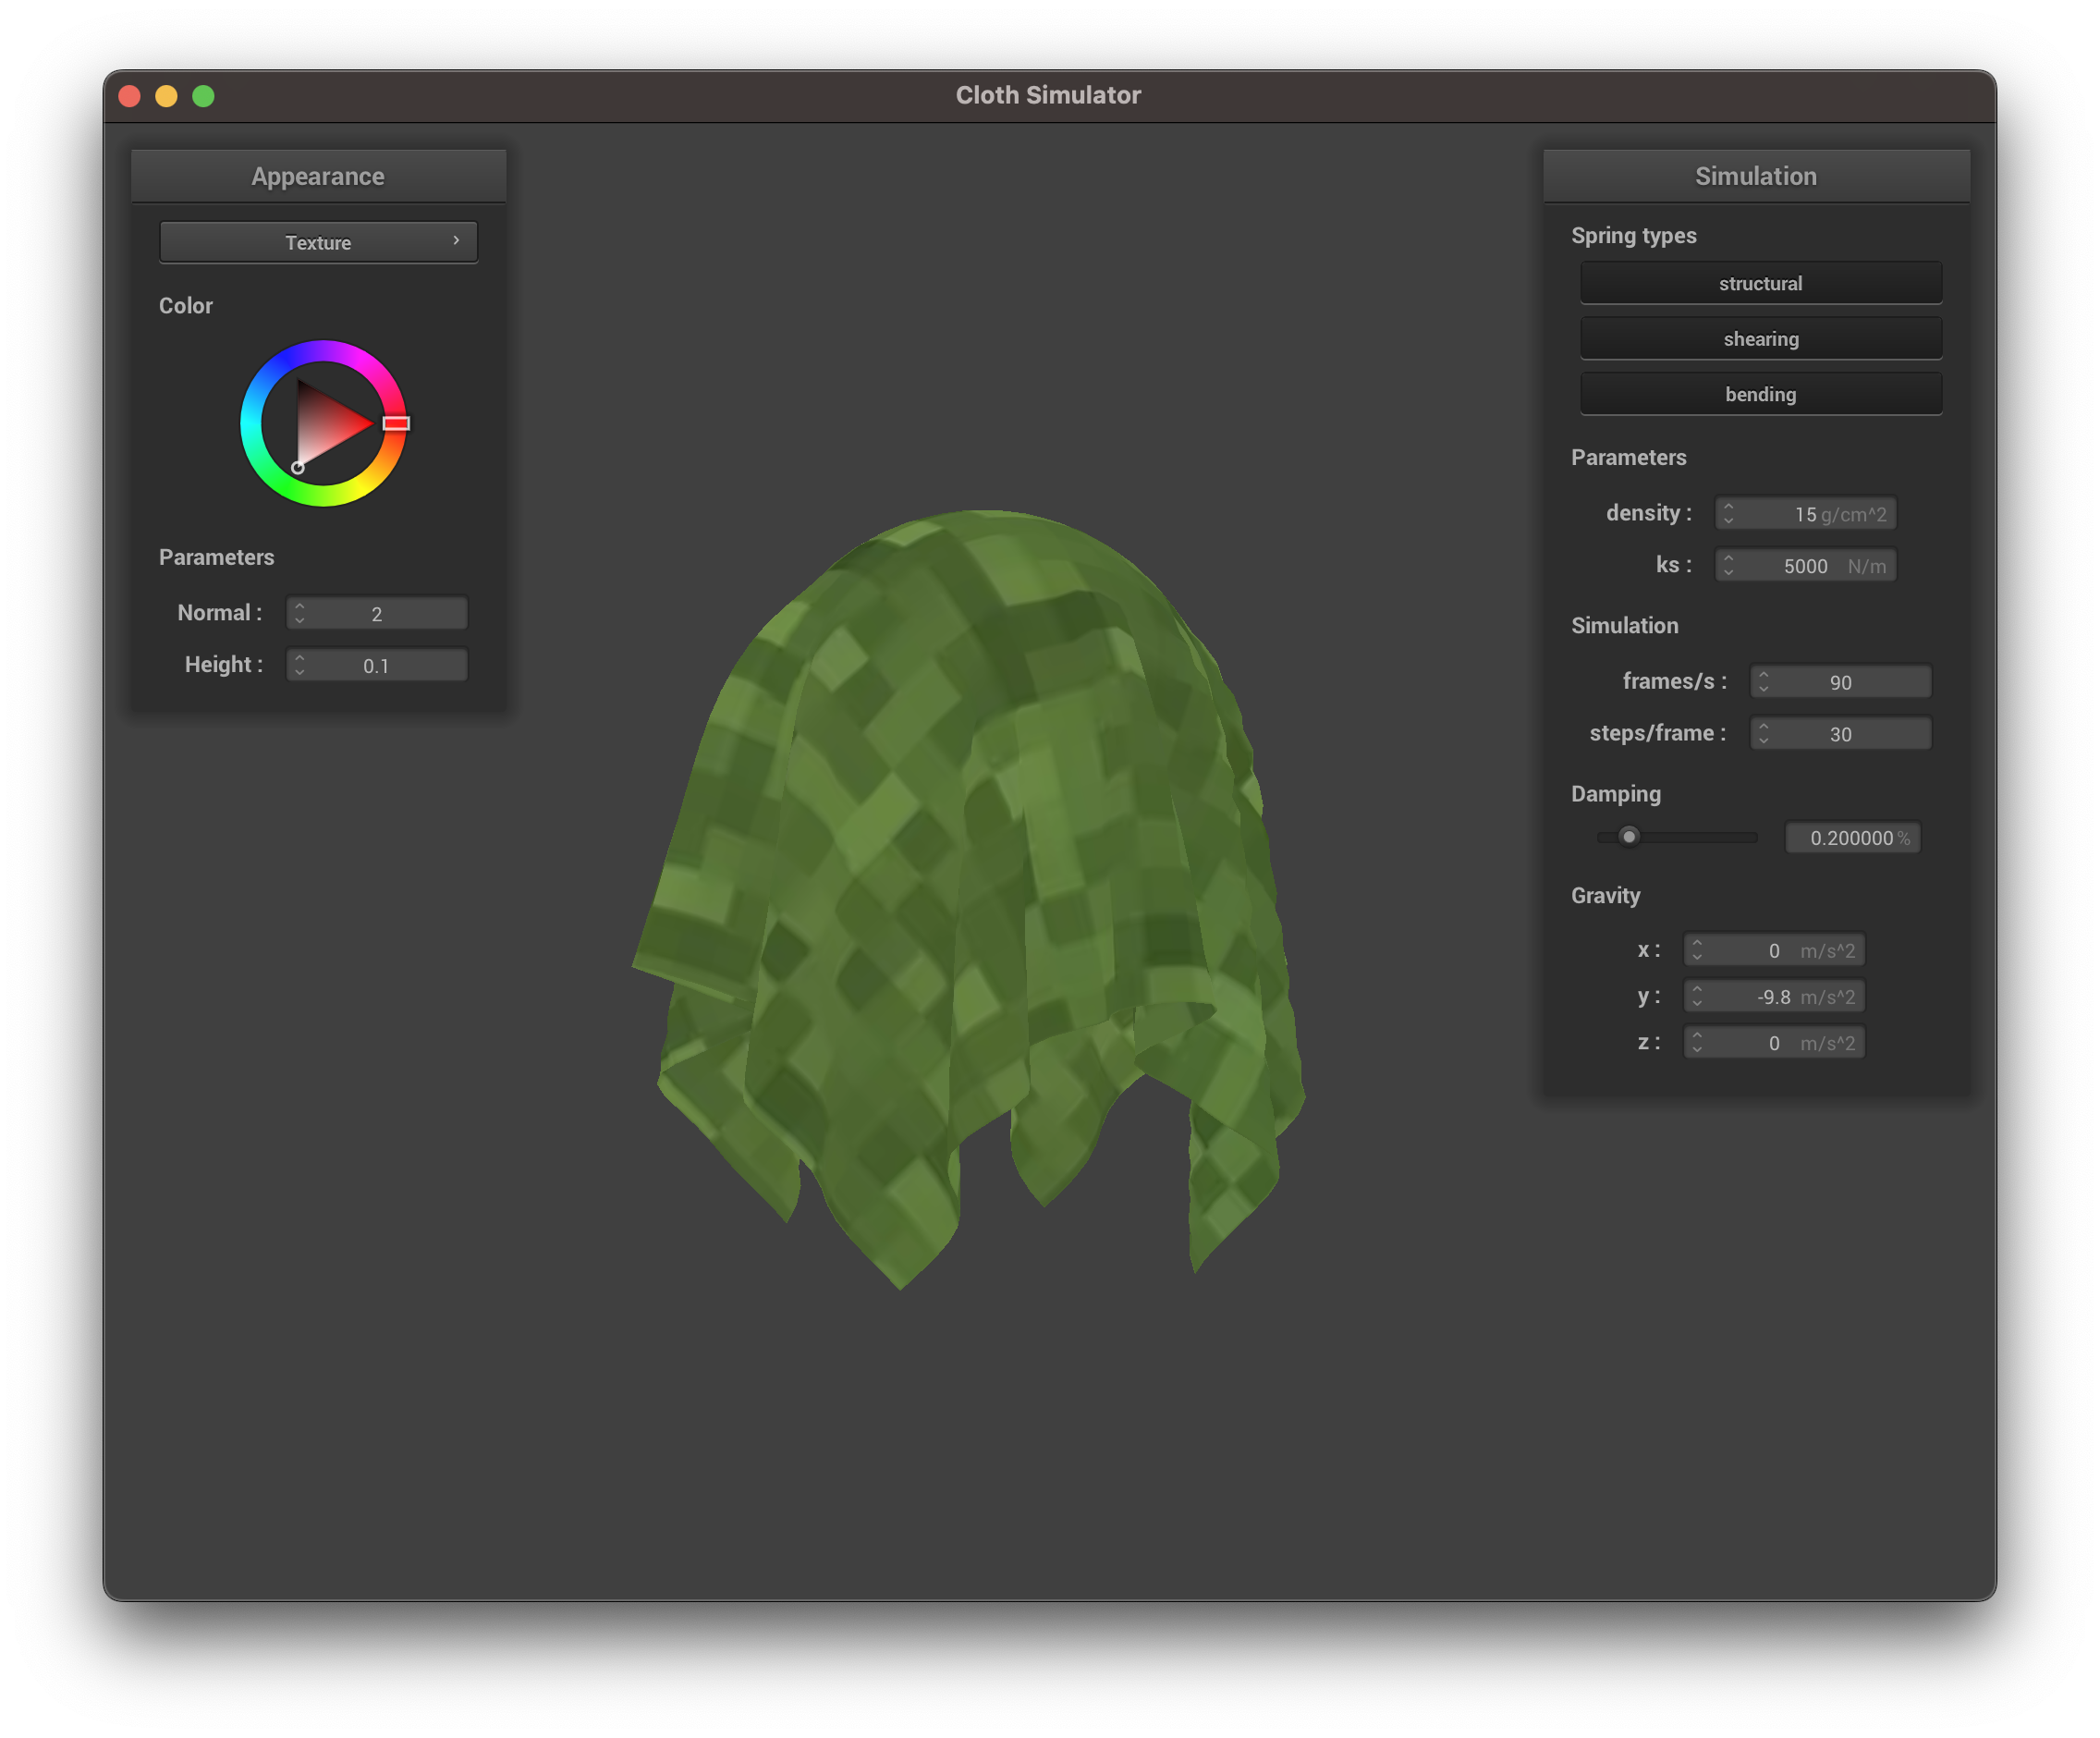 Cloth Simulator
Appearance
Texture
Color
Parameters
Normal : 2
Height : 0.1
Simulation
Spring types
structural
shearing
bending
Parameters
density : 15 g/cm^2
ks : 5000 N/m
Simulation
frames/s : 90
steps/frame : 30
Damping
0.200000 %
Gravity
x : 0 m/s^2
y : -9.8 m/s^2
z : 0 m/s^2